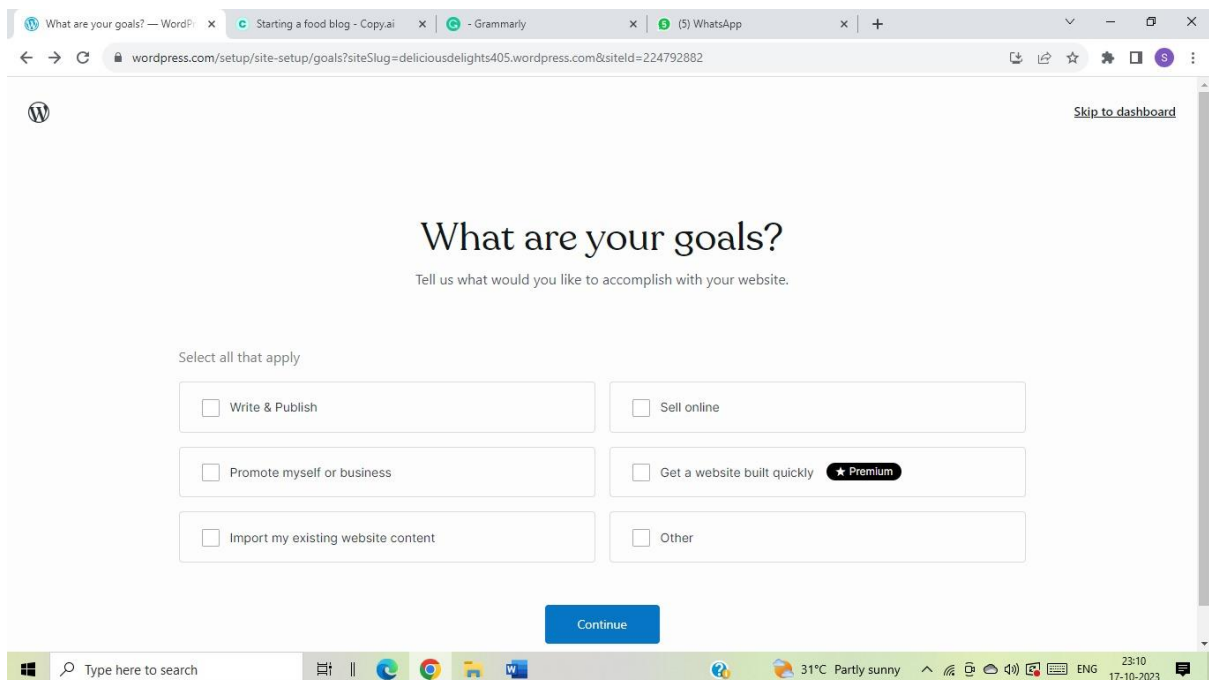 What are your goals? — WordPr
Starting a food blog - Copy.ai
- Grammarly
(5) WhatsApp
wordpress.com/setup/site-setup/goals?siteSlug=deliciousdelights405.wordpress.com&siteId=224792882
S
Skip to dashboard
What are your goals?
Tell us what would you like to accomplish with your website.
Select all that apply
Write & Publish
Sell online
Promote myself or business
Get a website built quickly ★ Premium
Import my existing website content
Other
Continue
Type here to search
31°C Partly sunny
ENG
23:10
17-10-2023